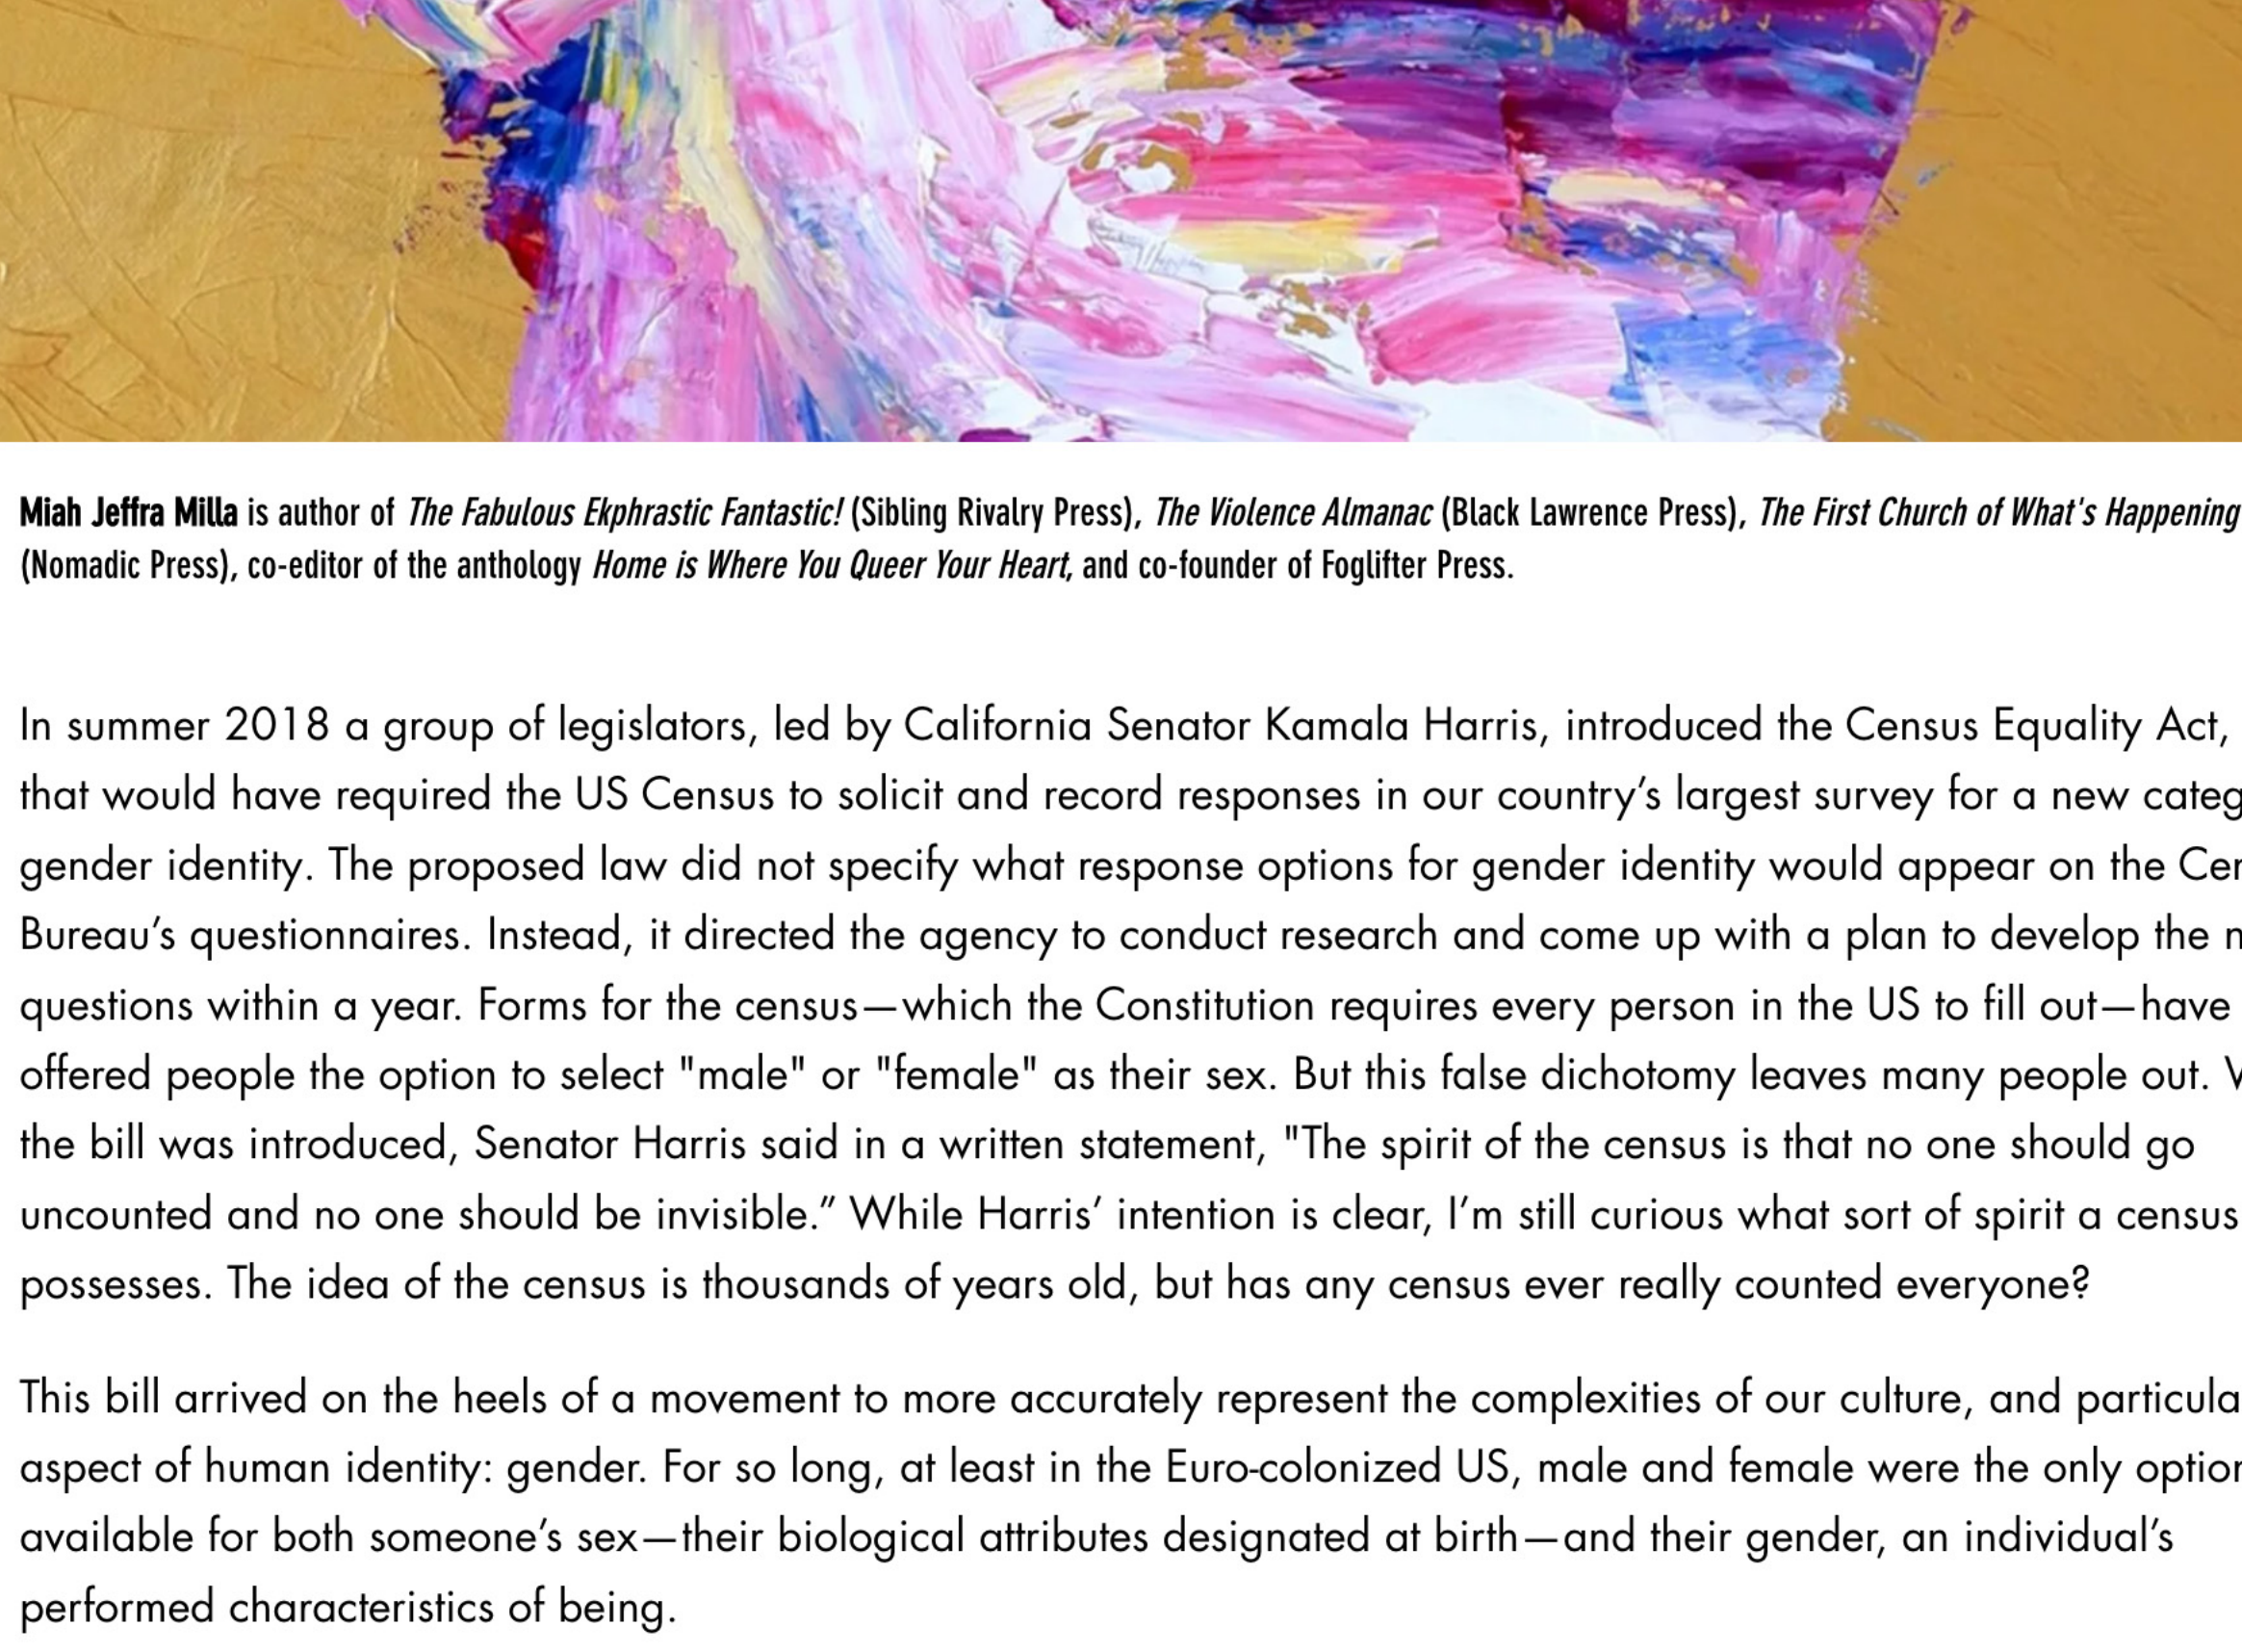 Miah Jeffra Milla is author of The Fabulous Ekphrastic Fantastic! (Sibling Rivalry Press), The Violence Almanac (Black Lawrence Press), The First Church of What's Happening
(Nomadic Press), co-editor of the anthology Home is Where You Queer Your Heart, and co-founder of Foglifter Press.
In summer 2018 a group of legislators, led by California Senator Kamala Harris, introduced the Census Equality Act,
that would have required the US Census to solicit and record responses in our country’s largest survey for a new
gender identity. The proposed law did not specify what response options for gender identity would appear on the
Bureau’s questionnaires. Instead, it directed the agency to conduct research and come up with a plan to develop the
questions within a year. Forms for the census—which the Constitution requires every person in the US to fill out—have
offered people the option to select "male" or "female" as their sex. But this false dichotomy leaves many people out.
the bill was introduced, Senator Harris said in a written statement, "The spirit of the census is that no one should go
uncounted and no one should be invisible.” While Harris’ intention is clear, I’m still curious what sort of spirit a census
possesses. The idea of the census is thousands of years old, but has any census ever really counted everyone?
This bill arrived on the heels of a movement to more accurately represent the complexities of our culture, and
aspect of human identity: gender. For so long, at least in the Euro-colonized US, male and female were the only
available for both someone’s sex—their biological attributes designated at birth—and their gender, an individual’s
performed characteristics of being.